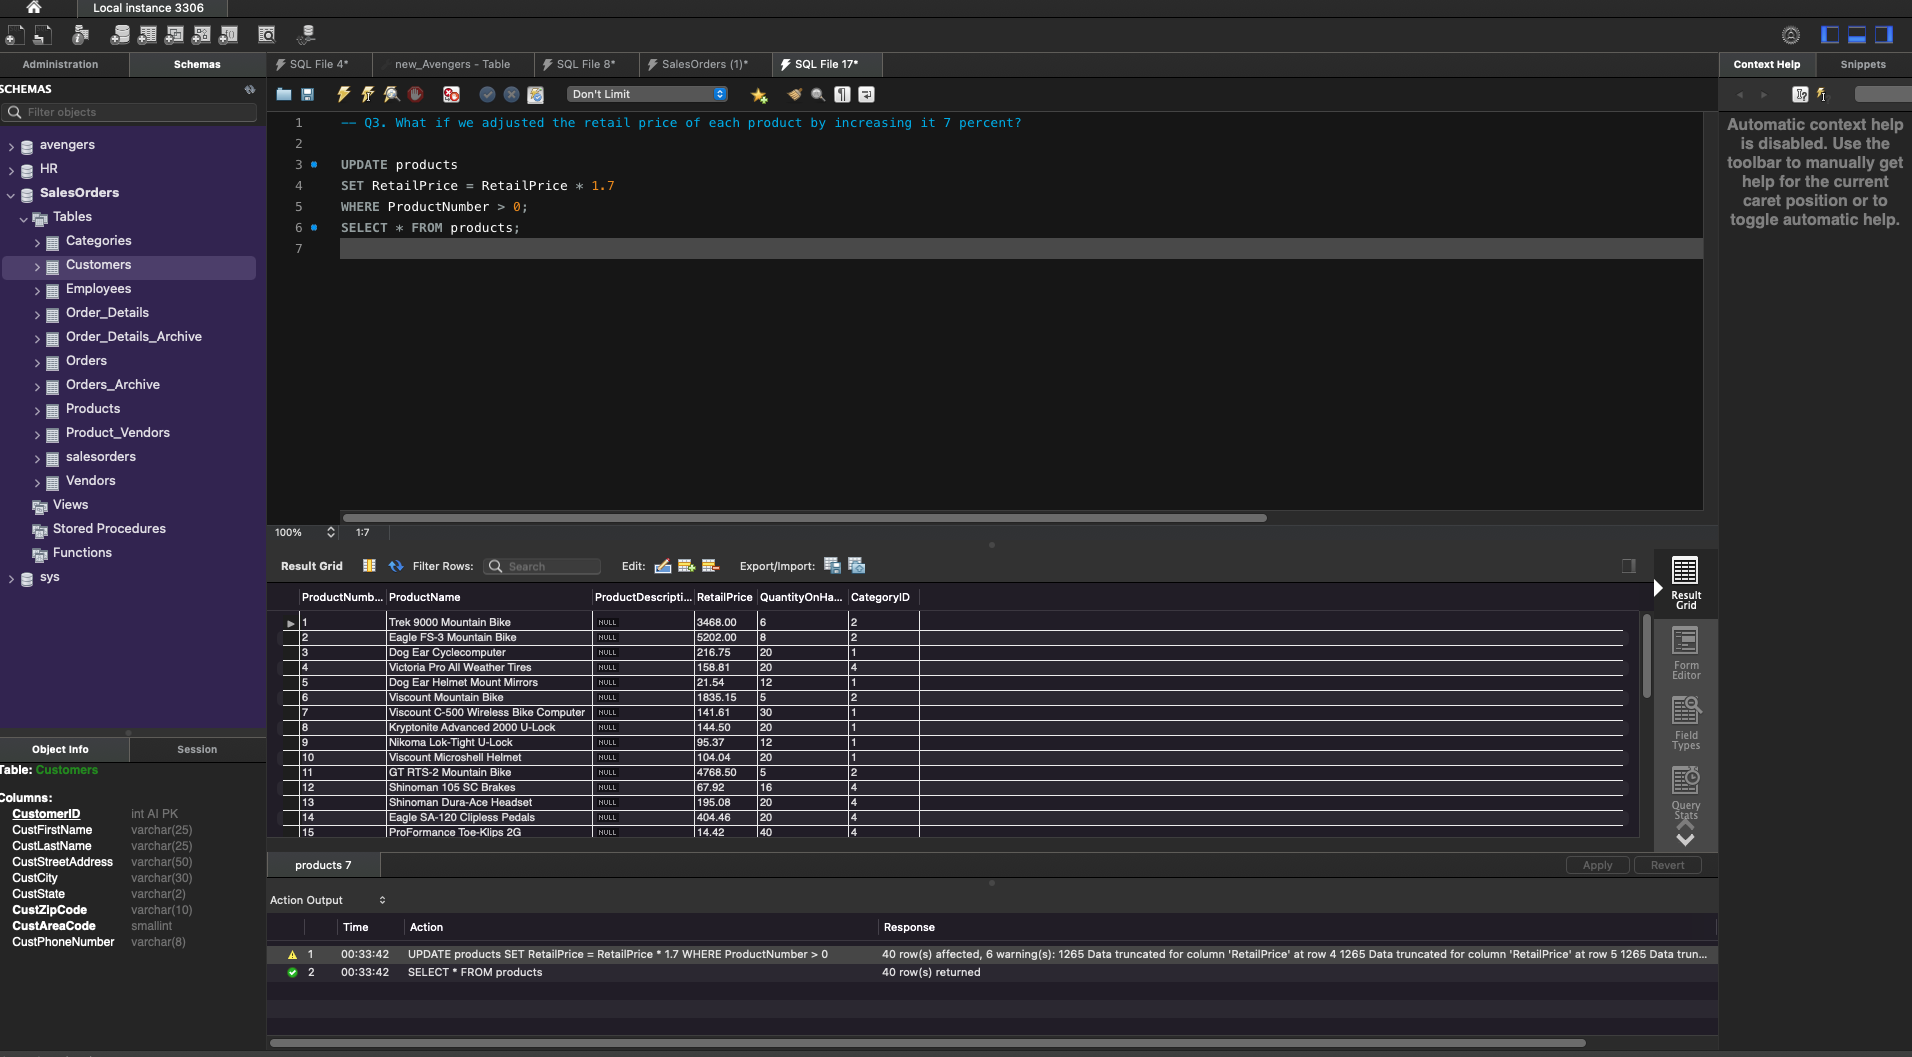 Local instance 3306
Administration
Schemas
SQL File 4*
new_Avengers - Table
SQL File 8*
SalesOrders (1)*
SQL File 17*
Context Help
Snippets
SCHEMAS
Filter objects
Don't Limit
avengers
HR
SalesOrders
Tables
Categories
Customers
Employees
Order_Details
Order_Details_Archive
Orders
Orders_Archive
Products
Product_Vendors
salesorders
Vendors
Views
Stored Procedures
Functions
sys
1 -- Q3. What if we adjusted the retail price of each product by increasing it 7 percent?
2
3 UPDATE products
4 SET RetailPrice = RetailPrice * 1.7
5 WHERE ProductNumber > 0;
6 SELECT * FROM products;
7
Automatic context help
is disabled. Use the
toolbar to manually get
help for the current
caret position or to
toggle automatic help.
100% 1:7
Result Grid
Filter Rows:
Search
Edit:
Export/Import:
ProductNumb... ProductName ProductDescripti... RetailPrice QuantityOnHa... CategoryID
1 Trek 9000 Mountain Bike NULL 3468.00 6 2
2 Eagle FS-3 Mountain Bike NULL 5202.00 8 2
3 Dog Ear Cyclecomputer NULL 216.75 20 1
4 Victoria Pro All Weather Tires NULL 158.81 20 4
5 Dog Ear Helmet Mount Mirrors NULL 21.54 12 1
6 Viscount Mountain Bike NULL 1835.15 5 2
7 Viscount C-500 Wireless Bike Computer NULL 141.61 30 1
8 Kryptonite Advanced 2000 U-Lock NULL 144.50 20 1
9 Nikoma Lok-Tight U-Lock NULL 95.37 12 1
10 Viscount Microshell Helmet NULL 104.04 20 1
11 GT RTS-2 Mountain Bike NULL 4768.50 5 2
12 Shinoman 105 SC Brakes NULL 67.92 16 4
13 Shinoman Dura-Ace Headset NULL 195.08 20 4
14 Eagle SA-120 Clipless Pedals NULL 404.46 20 4
15 ProFormance Toe-Klips 2G NULL 14.42 40 4
Result
Grid
Form
Editor
Field
Types
Query
Stats
Object Info
Session
Table: Customers
Columns:
CustomerID int AI PK
CustFirstName varchar(25)
CustLastName varchar(25)
CustStreetAddress varchar(50)
CustCity varchar(30)
CustState varchar(2)
CustZipCode varchar(10)
CustAreaCode smallint
CustPhoneNumber varchar(8)
products 7
Apply
Revert
Action Output
Time Action Response
1 00:33:42 UPDATE products SET RetailPrice = RetailPrice * 1.7 WHERE ProductNumber > 0 40 row(s) affected, 6 warning(s): 1265 Data truncated for column 'RetailPrice' at row 4 1265 Data truncated for column 'RetailPrice' at row 5 1265 Data trun...
2 00:33:42 SELECT * FROM products 40 row(s) returned